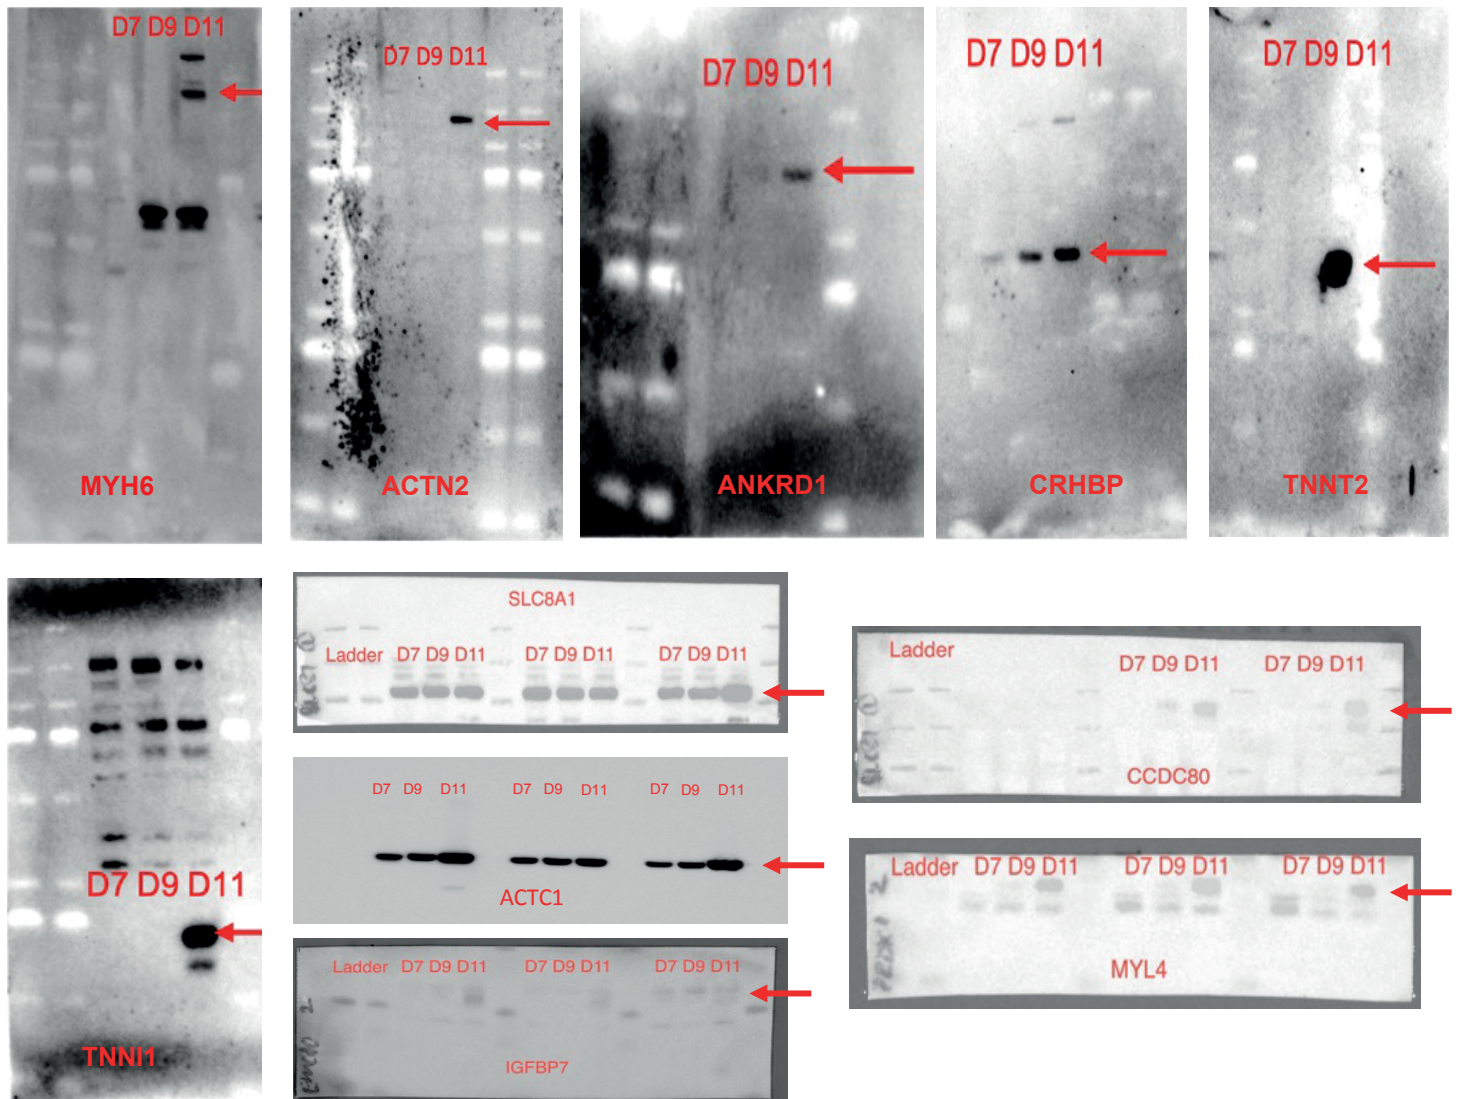 D7 D9 D11
MYH6
D7 D9 D11
ACTN2
D7 D9 D11
ANKRD1
D7 D9 D11
CRHBP
D7 D9 D11
TNNT2
D7 D9 D11
TNNI1
SLC8A1
Ladder D7 D9 D11 D7 D9 D11 D7 D9 D11
D7 D9 D11 D7 D9 D11 D7 D9 D11
ACTC1
Ladder D7 D9 D11 D7 D9 D11 D7 D9 D11
IGFBP7
Ladder D7 D9 D11 D7 D9 D11
CCDC80
Ladder D7 D9 D11 D7 D9 D11 D7 D9 D11
MYL4